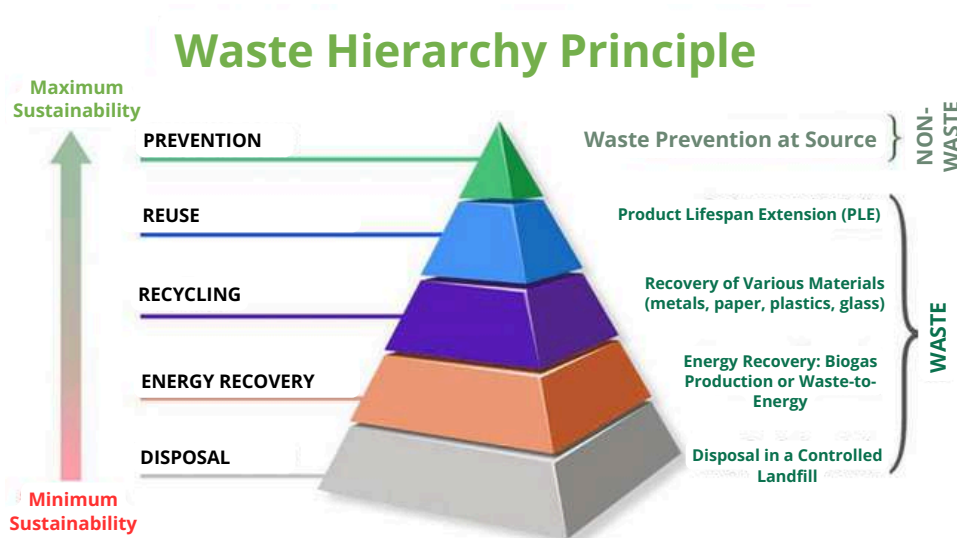 Waste Hierarchy Principle
Maximum
Sustainability
PREVENTION
Waste Prevention at Source
NON-
WASTE
REUSE
Product Lifespan Extension (PLE)
RECYCLING
Recovery of Various Materials
(metals, paper, plastics, glass)
WASTE
ENERGY RECOVERY
Energy Recovery: Biogas
Production or Waste-to-
Energy
DISPOSAL
Disposal in a Controlled
Landfill
Minimum
Sustainability